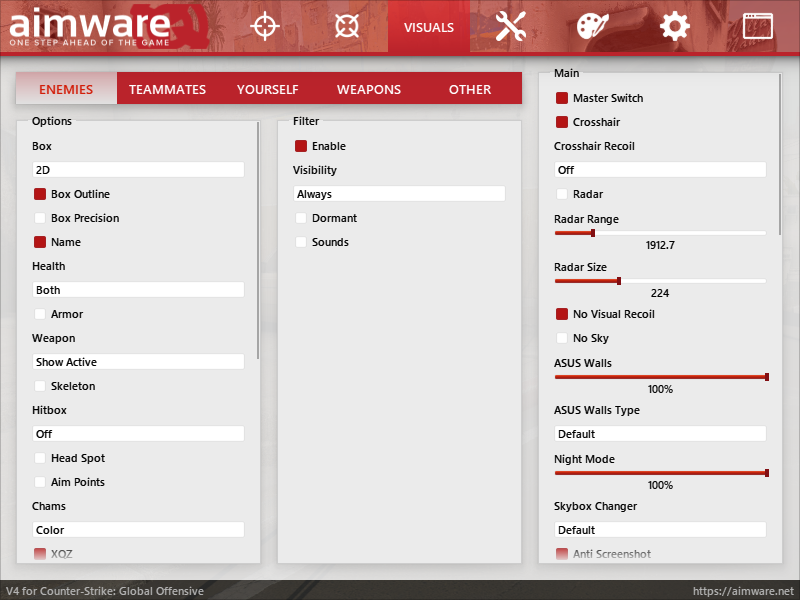 aimware
ONE STEP AHEAD OF THE GAME
VISUALS
ENEMIES
TEAMMATES
YOURSELF
WEAPONS
OTHER
Options
Box
2D
Box Outline
Box Precision
Name
Health
Both
Armor
Weapon
Show Active
Skeleton
Hitbox
Off
Head Spot
Aim Points
Chams
Color
XQZ
Filter
Enable
Visibility
Always
Dormant
Sounds
Main
Master Switch
Crosshair
Crosshair Recoil
Off
Radar
Radar Range
1912.7
Radar Size
224
No Visual Recoil
No Sky
ASUS Walls
100%
ASUS Walls Type
Default
Night Mode
100%
Skybox Changer
Default
Anti Screenshot
V4 for Counter-Strike: Global Offensive
https://aimware.net